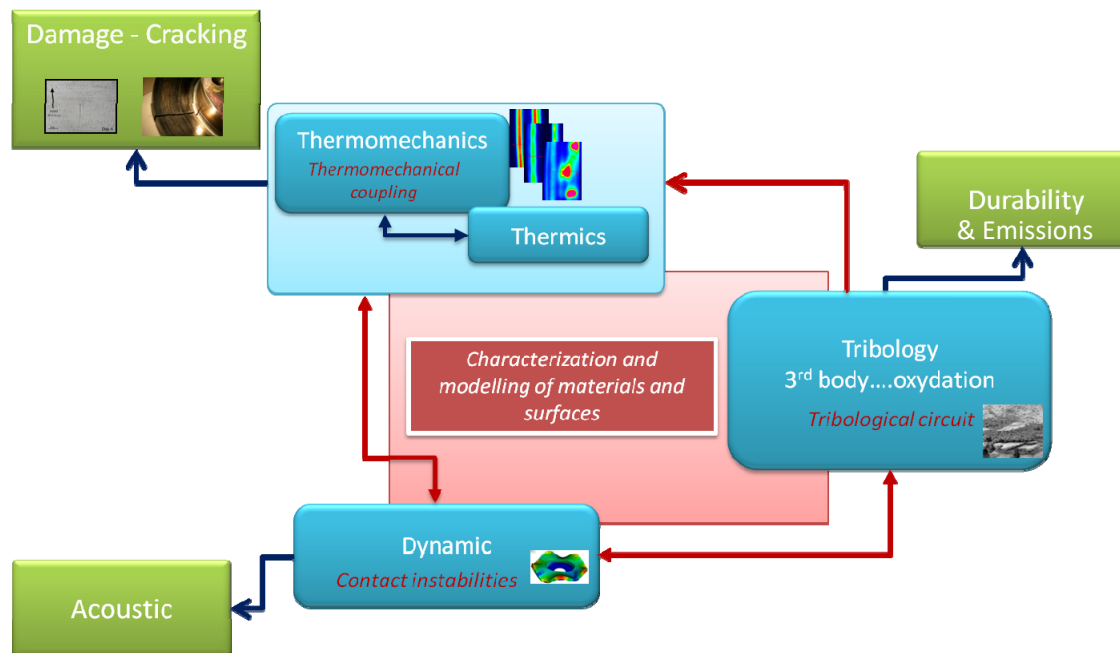 Damage - Cracking
Thermomechanics
Thermomechanical
coupling
Thermics
Durability
& Emissions
Characterization and
modelling of materials and
surfaces
Tribology
3rd body....oxydation
Tribological circuit
Dynamic
Contact instabilities
Acoustic